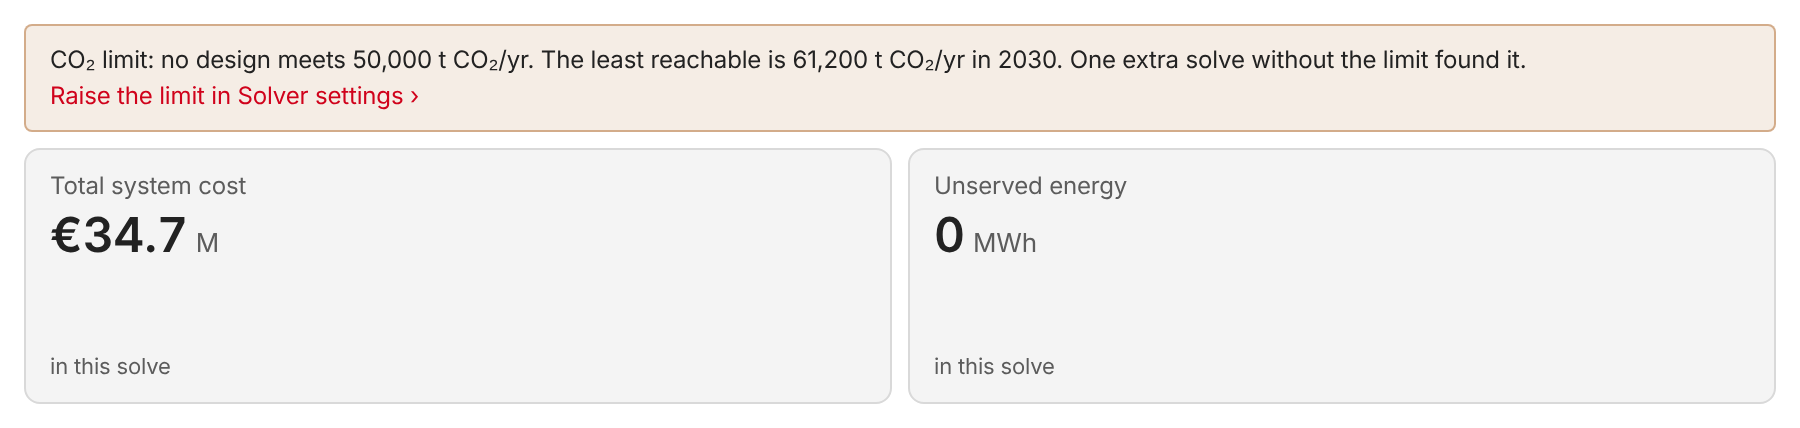 CO₂ limit: no design meets 50,000 t CO₂/yr. The least reachable is 61,200 t CO₂/yr in 2030. One extra solve without the limit found it.
Raise the limit in Solver settings ›
Total system cost
€34.7 M
in this solve
Unserved energy
0 MWh
in this solve